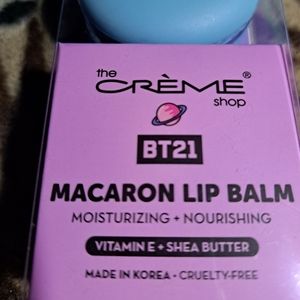 the
CRÈME®
shop
BT21
MACARON LIP BALM
MOISTURIZING + NOURISHING
VITAMIN E + SHEA BUTTER
MADE IN KOREA • CRUELTY-FREE